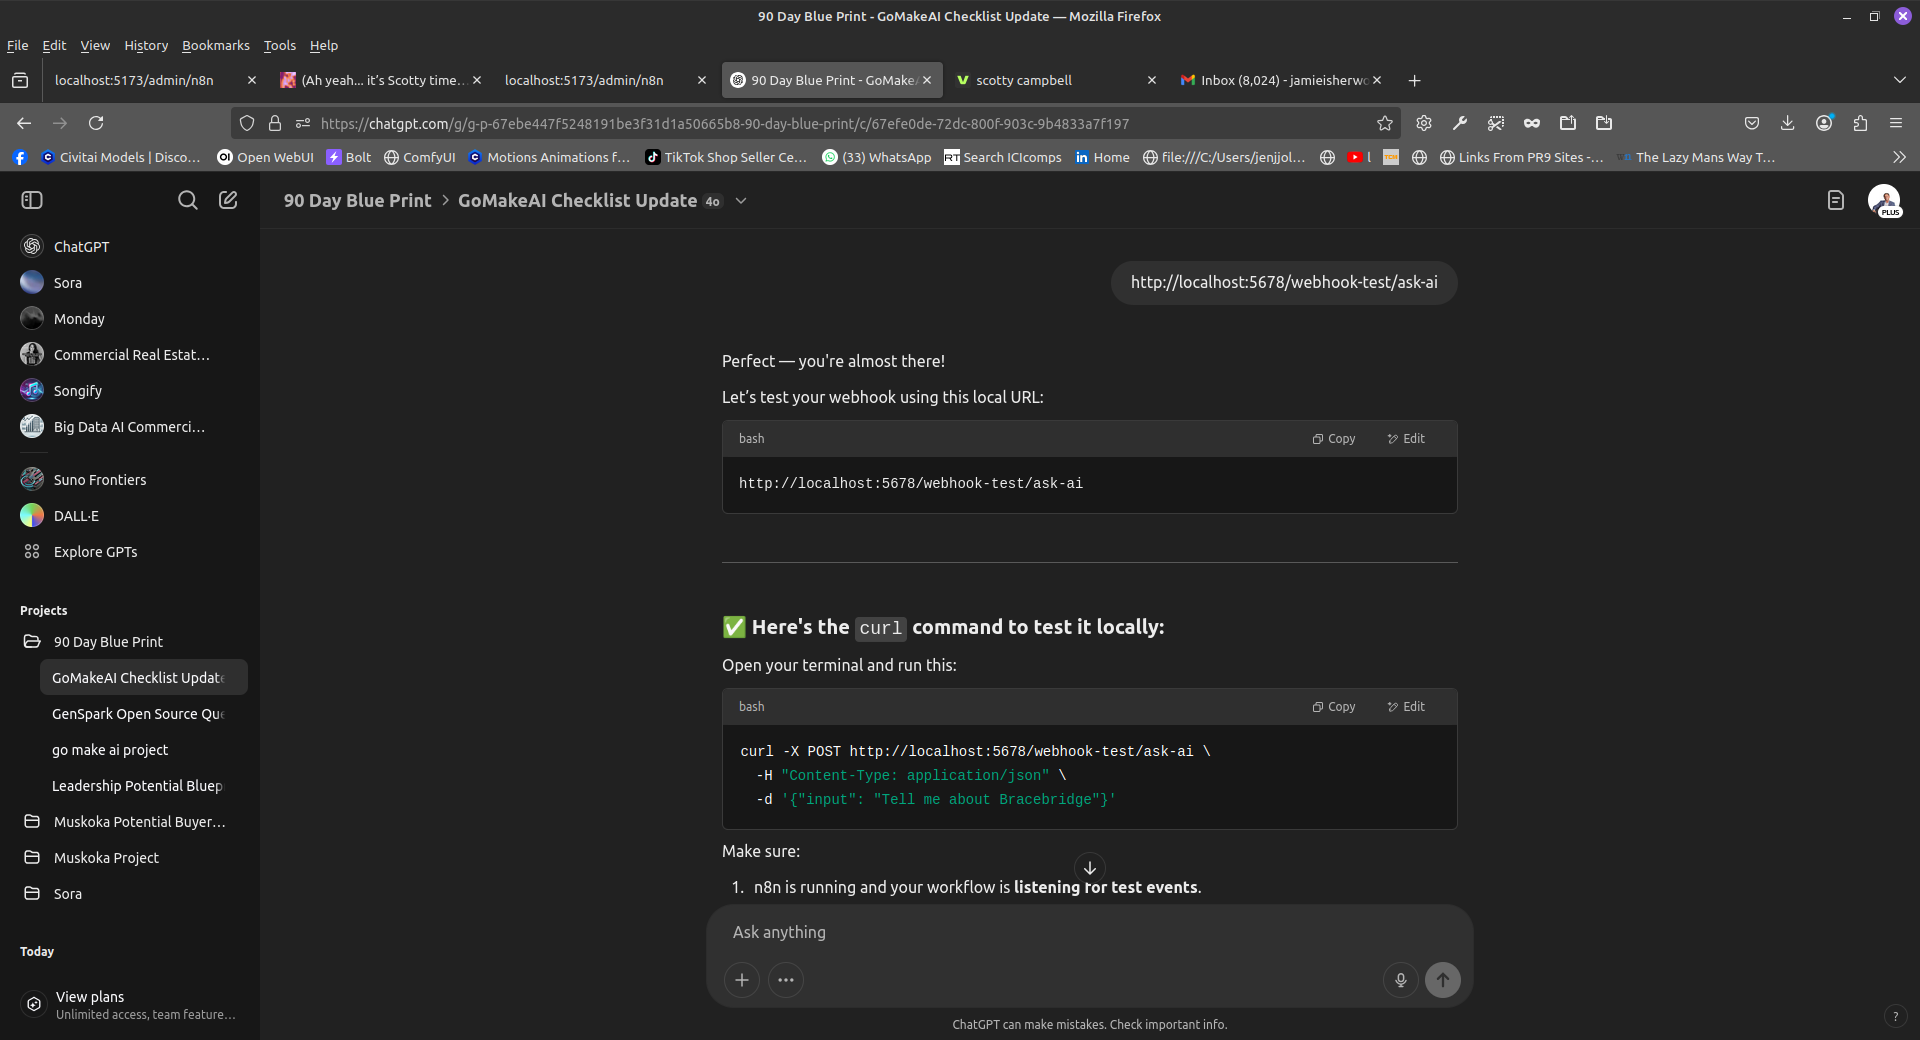 90 Day Blue Print - GoMakeAI Checklist Update — Mozilla Firefox
File Edit View History Bookmarks Tools Help
localhost:5173/admin/n8n
(Ah yeah... it's Scotty time.
localhost:5173/admin/n8n
90 Day Blue Print - GoMake
scotty campbell
Inbox (8,024) - jamieisherwo
https://chatgpt.com/g/g-p-67ebe447f5248191be3f31d1a50665b8-90-day-blue-print/c/67efe0de-72dc-800f-903c-9b4833a7f197
Civitai Models | Disco… OI Open WebUI Bolt ComfyUI Motions Animations f… TikTok Shop Seller Ce… (33) WhatsApp RT Search ICIcomps in Home file:///C:/Users/jenjjol… l Links From PR9 Sites -… The Lazy Mans Way T…
90 Day Blue Print > GoMakeAI Checklist Update 4o
PLUS
ChatGPT
Sora
Monday
Commercial Real Estat…
Songify
Big Data AI Commerci…
Suno Frontiers
DALL·E
Explore GPTs
Projects
90 Day Blue Print
GoMakeAI Checklist Update
GenSpark Open Source Que
go make ai project
Leadership Potential Bluep
Muskoka Potential Buyer…
Muskoka Project
Sora
Today
View plans
Unlimited access, team feature…
http://localhost:5678/webhook-test/ask-ai
Perfect — you're almost there!
Let's test your webhook using this local URL:
bash Copy Edit
http://localhost:5678/webhook-test/ask-ai
✅ Here's the curl command to test it locally:
Open your terminal and run this:
bash Copy Edit
curl -X POST http://localhost:5678/webhook-test/ask-ai \
-H "Content-Type: application/json" \
-d '{"input": "Tell me about Bracebridge"}'
Make sure:
1. n8n is running and your workflow is listening for test events.
Ask anything
ChatGPT can make mistakes. Check important info.
?